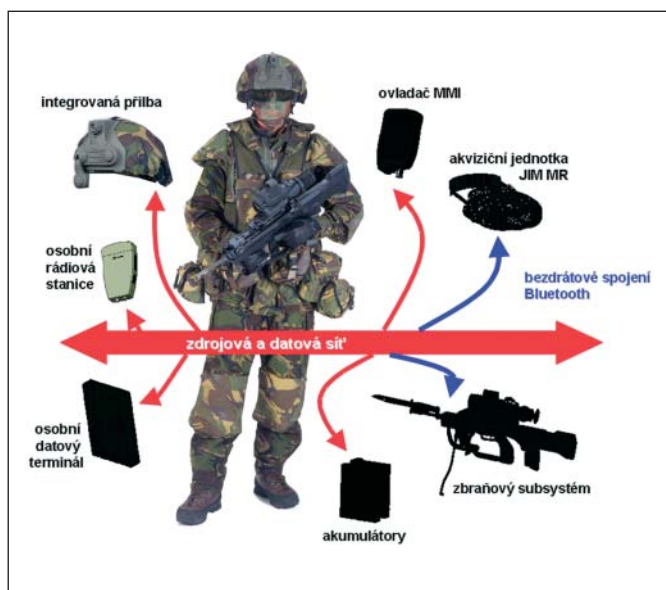 integrovaná přilba
ovladač MMI
akviziční jednotka
JIM MR
osobní
rádiová
stanice
bezdrátové spojení
Bluetooth
zdrojová a datová síť
osobní
datový
terminál
zbraňový subsystém
akumulátory